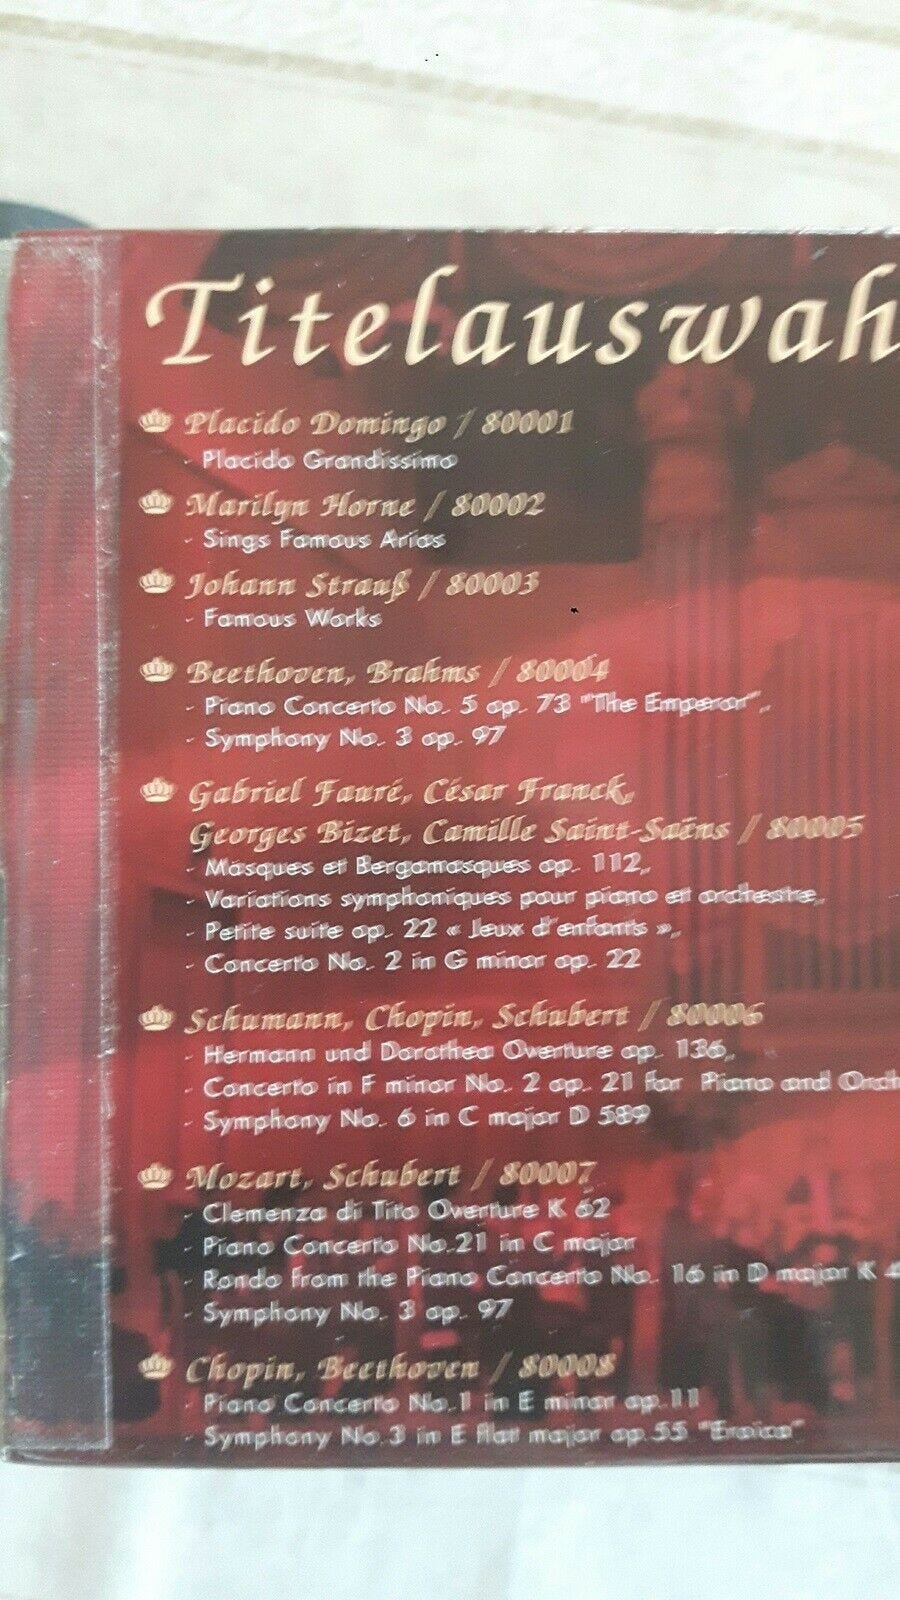 Titelauswah
Placido Domingo / 80001
- Placido Grandissimo
Marilyn Horne / 80002
- Sings Famous Arias
Johann Strauß / 80003
- Famous Works
Beethoven, Brahms / 80004
- Piano Concerto No. 5 op. 73 "The Emperor",
- Symphony No. 3 op. 97
Gabriel Fauré, César Franck,
Georges Bizet, Camille Saint-Saëns / 80005
- Masques et Bergamasques op. 112,
- Variations symphoniques pour piano et orchestre,
- Petite suite op. 22 « Jeux d'enfants »,
- Concerto No. 2 in G minor op. 22
Schumann, Chopin, Schubert / 80006
- Hermann und Dorothea Overture op. 136,
- Concerto in F minor No. 2 op. 21 for Piano and Orch
- Symphony No. 6 in C major D 589
Mozart, Schubert / 80007
- Clemenza di Tito Overture K 62
- Piano Concerto No.21 in C major
- Rondo from the Piano Concerto No. 16 in D major K 4
- Symphony No. 3 op. 97
Chopin, Beethoven / 80008
- Piano Concerto No.1 in E minor op.11
- Symphony No.3 in E flat major op.55 "Eroïca"